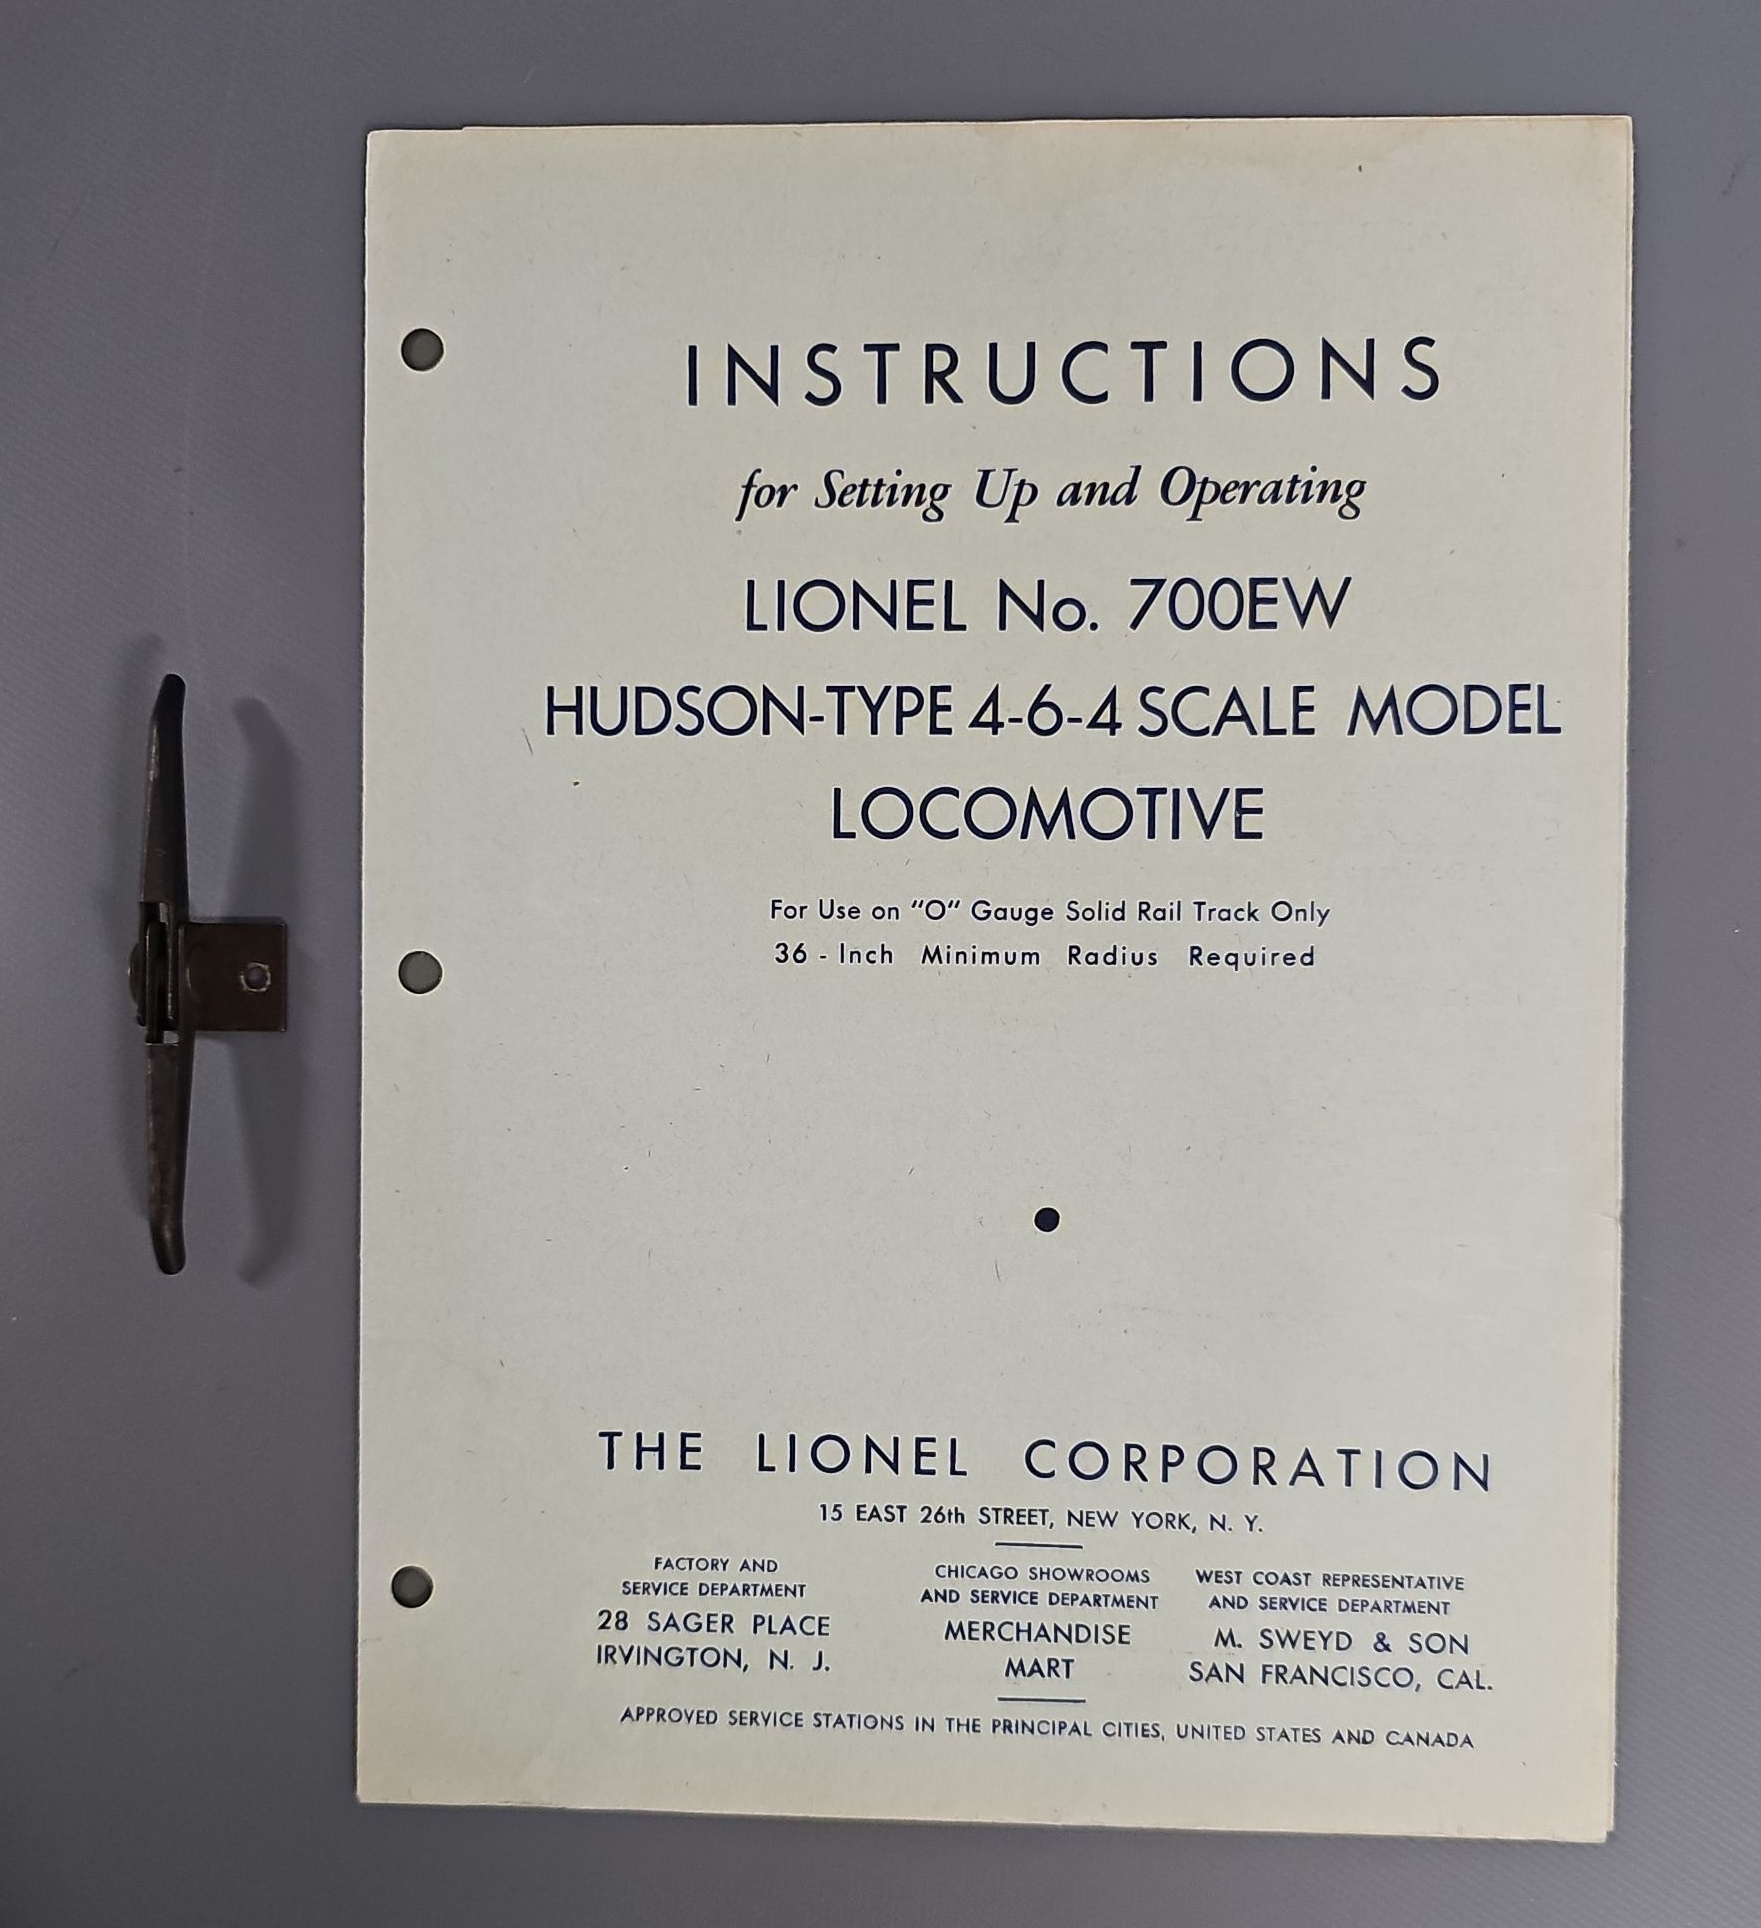 INSTRUCTIONS
for Setting Up and Operating
LIONEL No. 700EW
HUDSON-TYPE 4-6-4 SCALE MODEL
LOCOMOTIVE
For Use on "O" Gauge Solid Rail Track Only
36 - Inch Minimum Radius Required
THE LIONEL CORPORATION
15 EAST 26th STREET, NEW YORK, N. Y.
FACTORY AND
SERVICE DEPARTMENT
28 SAGER PLACE
IRVINGTON, N. J.
CHICAGO SHOWROOMS
AND SERVICE DEPARTMENT
MERCHANDISE
MART
WEST COAST REPRESENTATIVE
AND SERVICE DEPARTMENT
M. SWEYD & SON
SAN FRANCISCO, CAL.
APPROVED SERVICE STATIONS IN THE PRINCIPAL CITIES, UNITED STATES AND CANADA